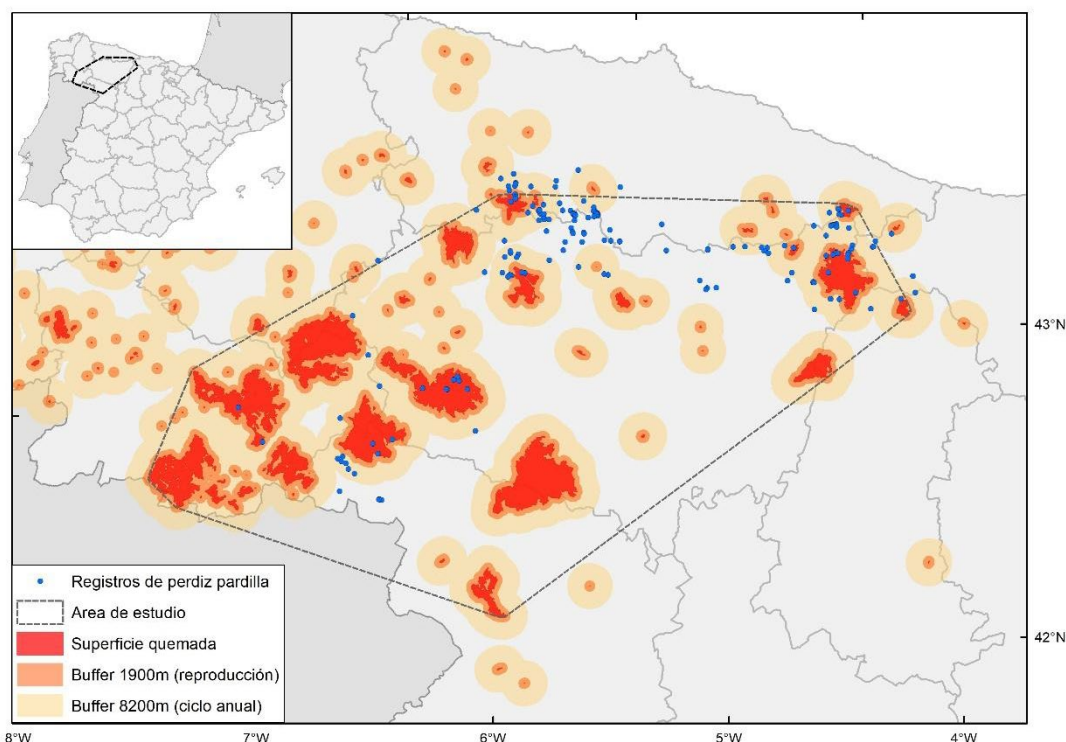 43°N
Registros de perdiz pardilla
Area de estudio
Superficie quemada
Buffer 1900m (reproducción)
Buffer 8200m (ciclo anual)
42°N
8°W
7°W
6°W
5°W
4°W